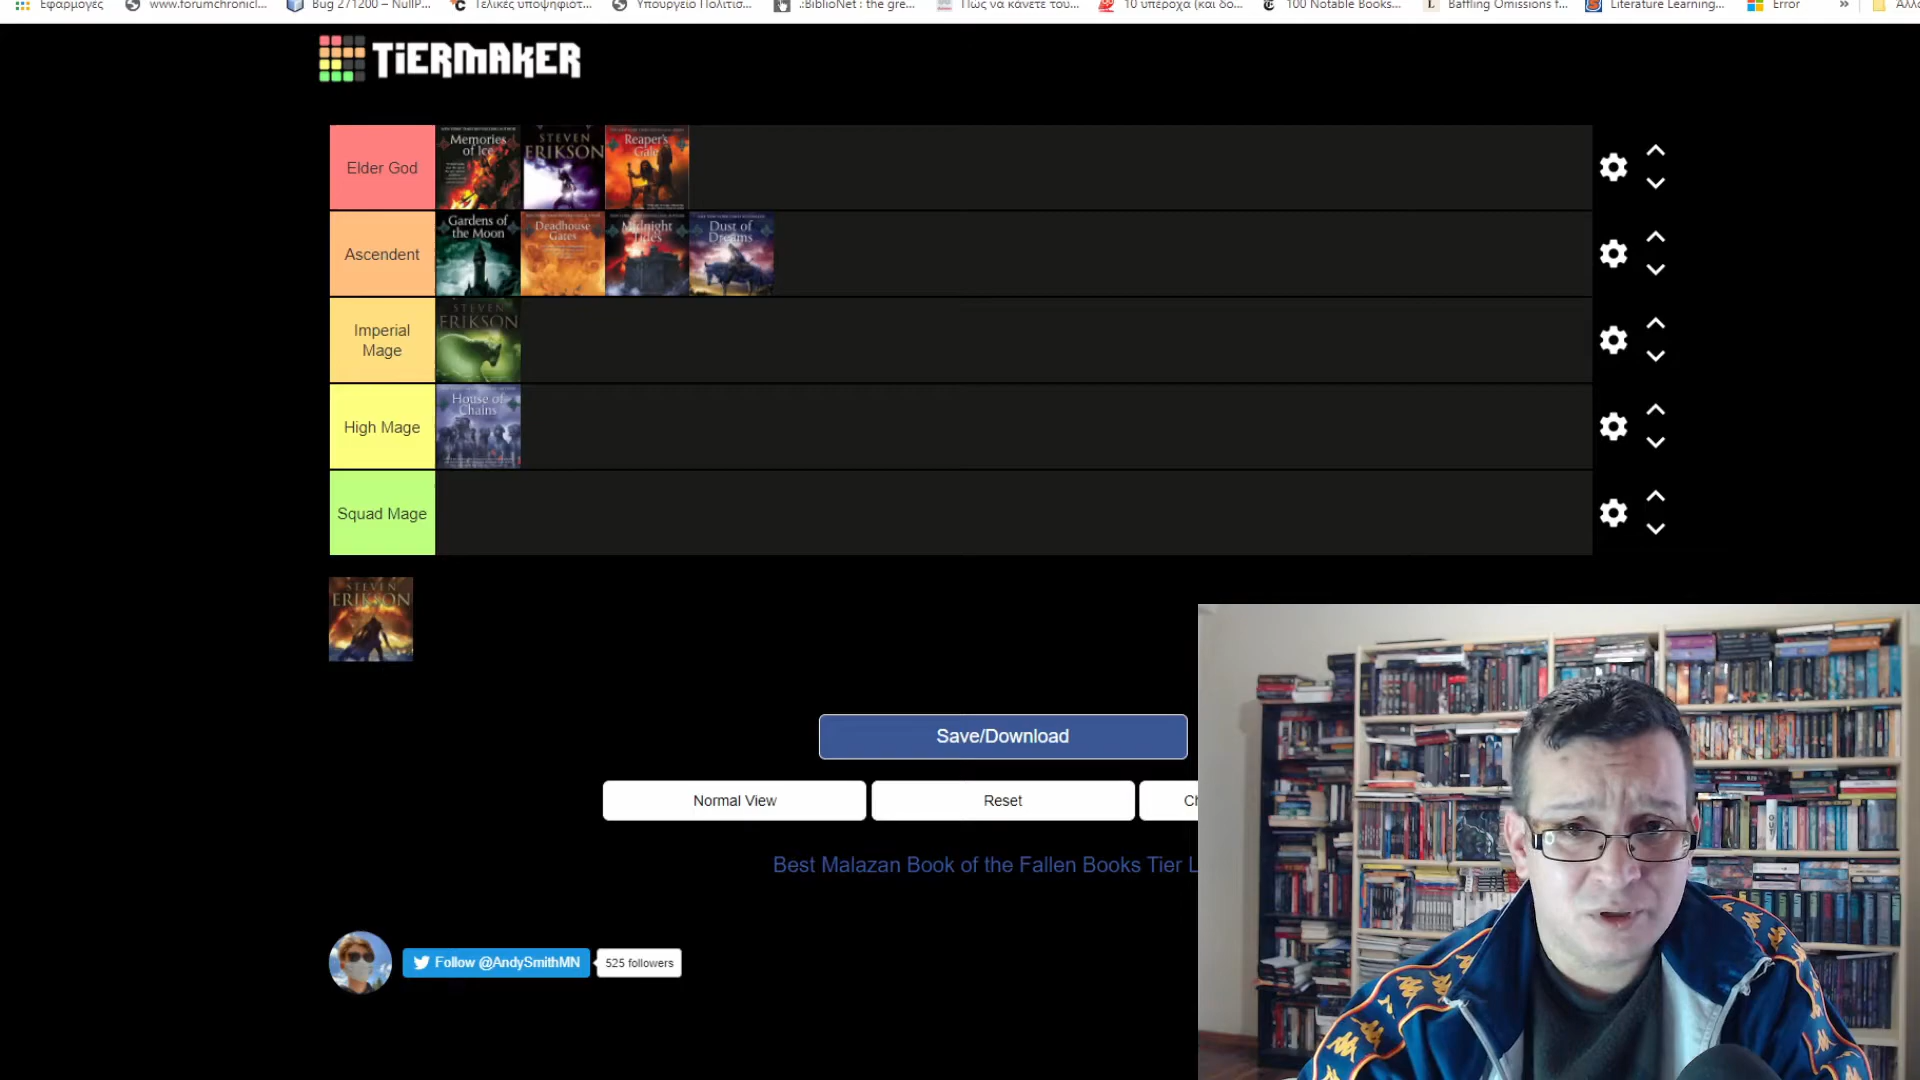 Εφαρμογές
www.forumchronicl...
Bug 271200 – NullP...
Τελικές υποψηφιότ...
Υπουργείο Πολιτισ...
.:BiblioNet : the gre...
Πώς να κάνετε του...
10 υπέροχα (και δο...
100 Notable Books...
Baffling Omissions f...
Literature Learning...
Error
»
TiERMAKER
Elder God
Memories
of Ice
STEVEN
ERIKSON
Reaper's
Gale
Ascendent
Gardens of
the Moon
Deadhouse
Gates
Midnight
Tides
Dust of
Dreams
Imperial
Mage
STEVEN
ERIKSON
High Mage
House of
Chains
Squad Mage
STEVEN
ERIKSON
Save/Download
Normal View
Reset
Best Malazan Book of the Fallen Books Tier L
Follow @AndySmithMN
525 followers